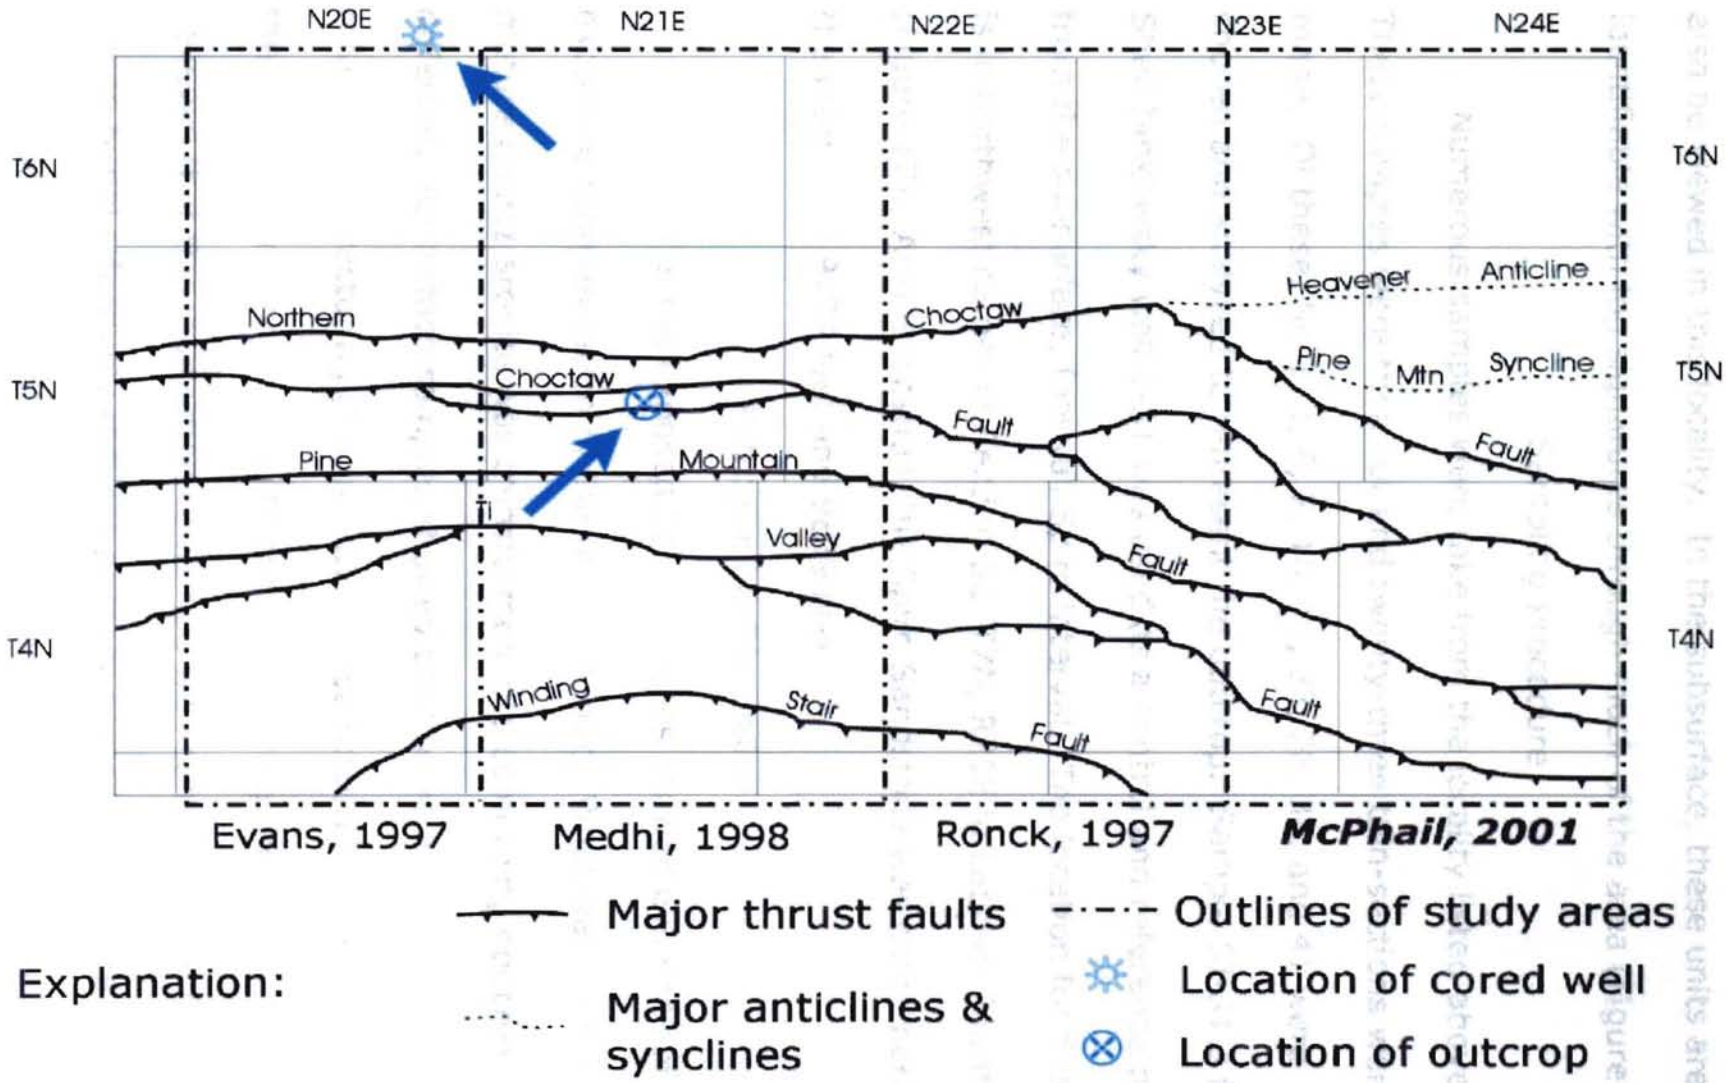 N20E N21E N22E N23E N24E
T6N T6N
Heavener Anticline
Northern Choctaw
T5N Choctaw Pine Mtn Syncline T5N
Fault Fault
Pine Mountain
Ti Valley Fault
T4N T4N
Winding Stair Fault Fault
Evans, 1997 Medhi, 1998 Ronck, 1997 McPhail, 2001
Explanation:
Major thrust faults
Major anticlines &
synclines
Outlines of study areas
Location of cored well
Location of outcrop